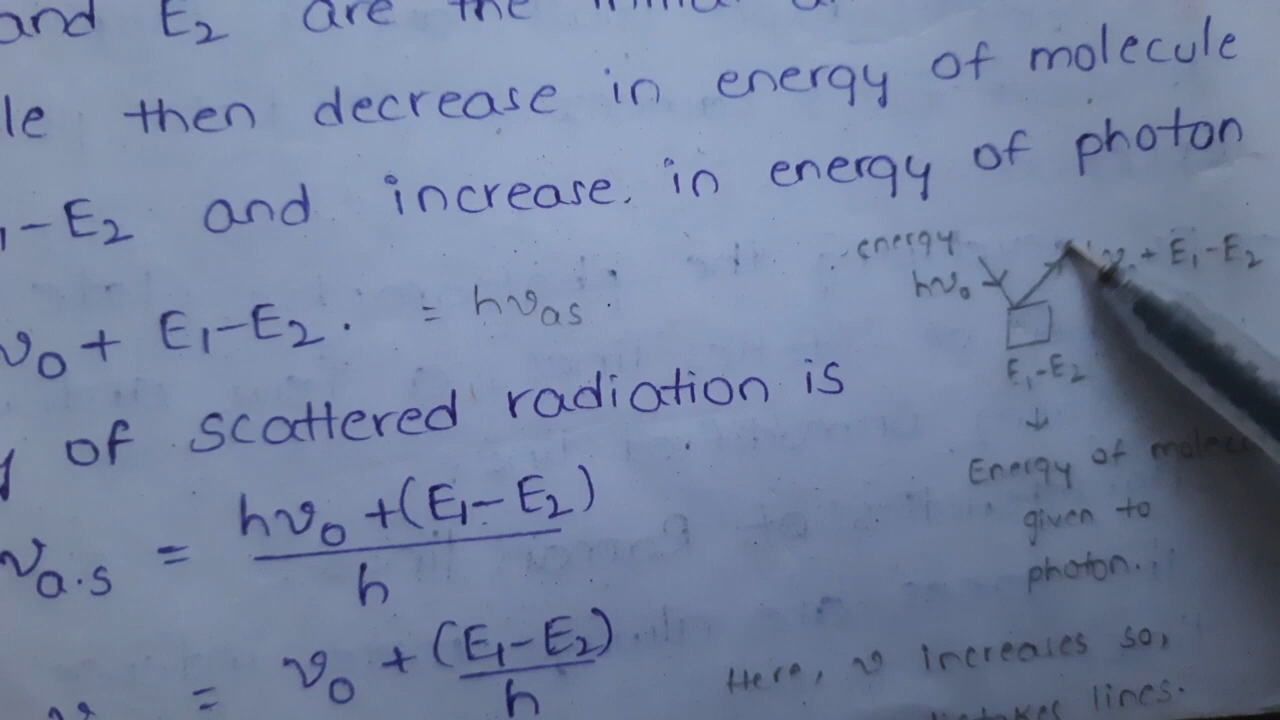 and E2 are the
le then decrease in energy of molecule
1-E2 and increase. in energy of photon
energy
hν0
ν0 + E1-E2
ν0 + E1-E2. = hνas.
E1-E2
↓
of scattered radiation is
Energy of
given to
photon.
νa.s = hν0 + (E1-E2) / h
= ν0 + (E1-E2) / h
Here, ν increases so,
lines.